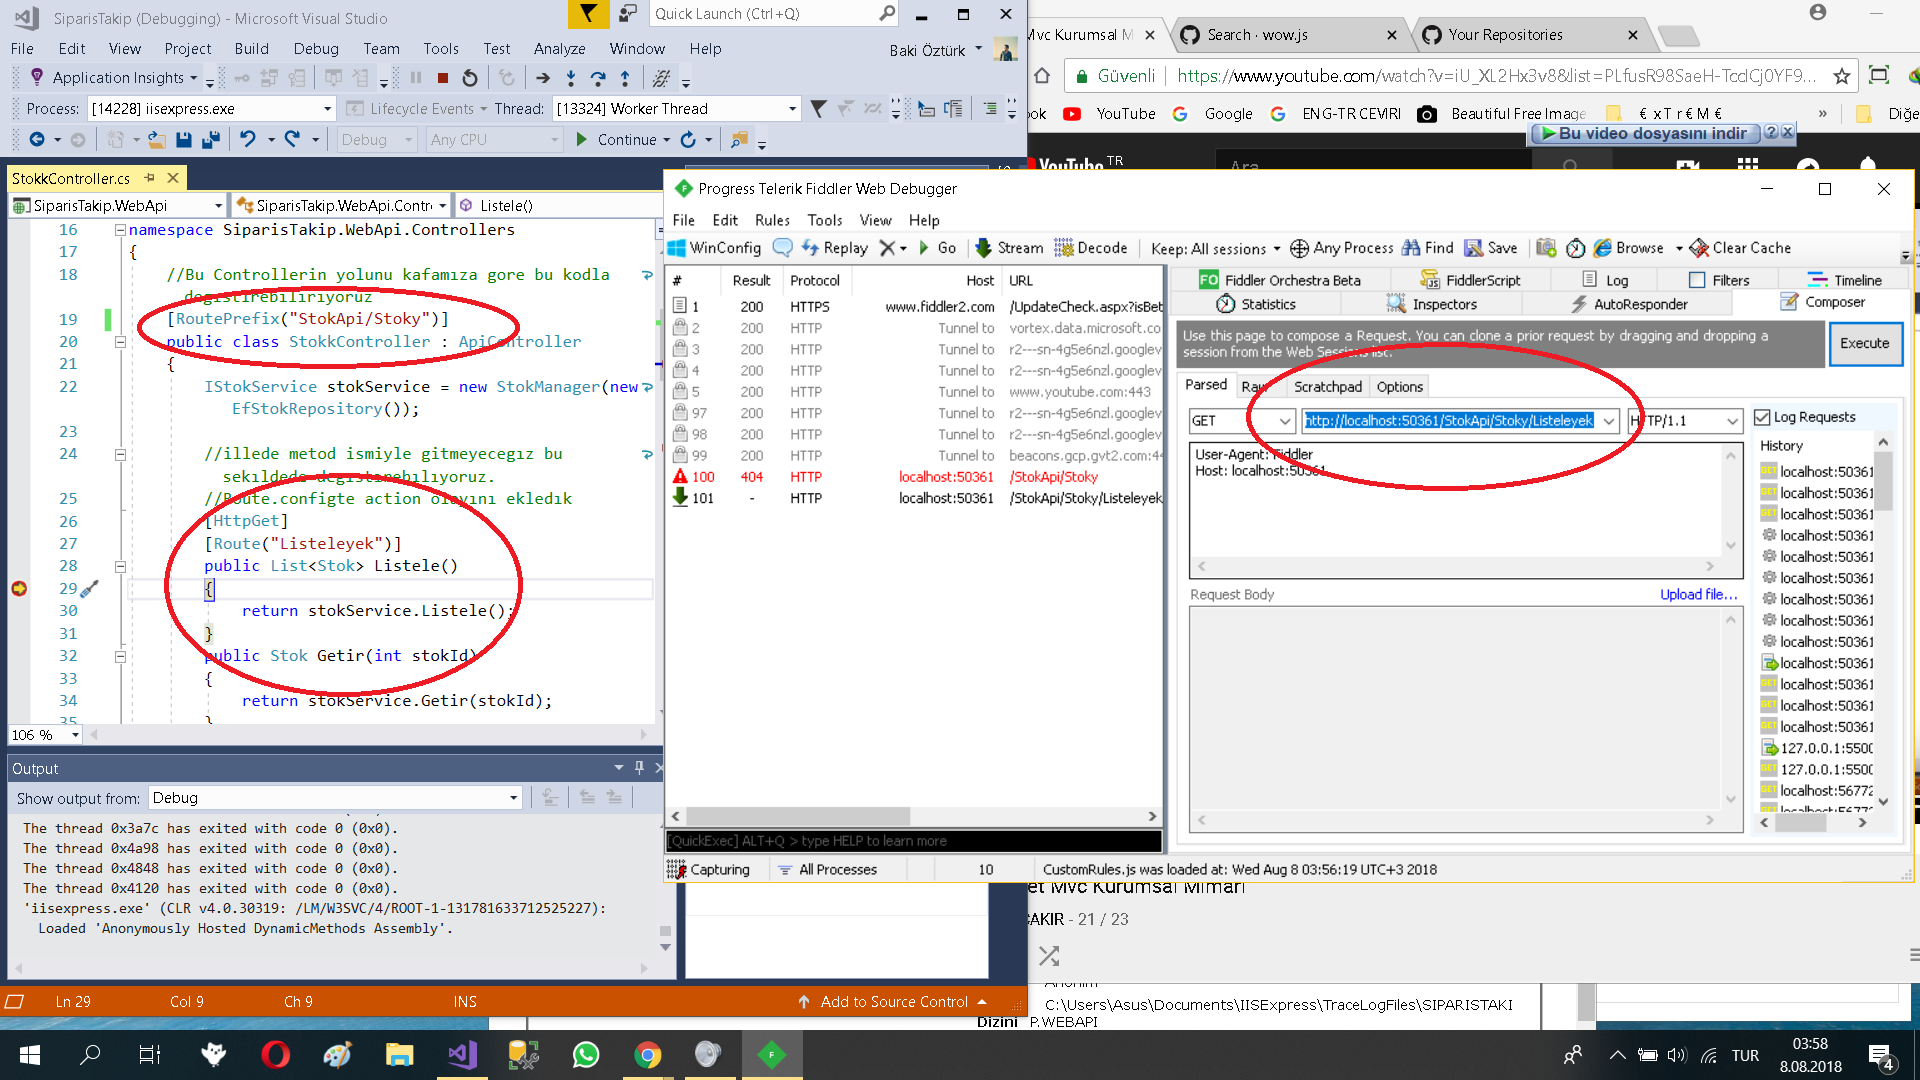 SiparisTakip (Debugging) - Microsoft Visual Studio
Quick Launch (Ctrl+Q)
File Edit View Project Build Debug Team Tools Test Analyze Window Help
Baki Öztürk
Application Insights
Process: [14228] iisexpress.exe Lifecycle Events Thread: [13324] Worker Thread
Debug Any CPU Continue
StokkController.cs
SiparisTakip.WebApi SiparisTakip.WebApi.Contr Listele()
16 namespace SiparisTakip.WebApi.Controllers
17 {
18 //Bu Controllerin yolunu kafamıza gore bu kodla
degistirebiliriyoruz
19 [RoutePrefix("StokApi/Stoky")]
20 public class StokkController : ApiController
21 {
22 IStokService stokService = new StokManager(new
EfStokRepository());
23
24 //illede metod ismiyle gitmeyecegız bu
sekıldede degistirebılıyoruz.
25 //Route.configte action olayını ekledık
26 [HttpGet]
27 [Route("Listeleyek")]
28 public List<Stok> Listele()
29 {
30 return stokService.Listele();
31 }
32 public Stok Getir(int stokId)
33 {
34 return stokService.Getir(stokId);
35 }
106 %
Output
Show output from: Debug
The thread 0x3a7c has exited with code 0 (0x0).
The thread 0x4a98 has exited with code 0 (0x0).
The thread 0x4848 has exited with code 0 (0x0).
The thread 0x4120 has exited with code 0 (0x0).
'iisexpress.exe' (CLR v4.0.30319: /LM/W3SVC/4/ROOT-1-131781633712525227):
Loaded 'Anonymously Hosted DynamicMethods Assembly'.
Ln 29 Col 9 Ch 9 INS Add to Source Control
Mvc Kurumsal M Search · wow.js Your Repositories
Güvenli https://www.youtube.com/watch?v=iU_XL2Hx3v8&list=PLfusR98SaeH-TcclCj0YF9...
ok YouTube Google ENG-TR CEVIRI Beautiful Free Image € x T r € M € » Diğe
Bu video dosyasını indir ? X
YouTube TR Ara
Progress Telerik Fiddler Web Debugger
File Edit Rules Tools View Help
WinConfig Replay Go Stream Decode Keep: All sessions Any Process Find Save Browse Clear Cache
# Result Protocol Host URL
1 200 HTTPS www.fiddler2.com /UpdateCheck.aspx?isBet
2 200 HTTP Tunnel to vortex.data.microsoft.co
3 200 HTTP Tunnel to r2---sn-4g5e6nzl.googlev
4 200 HTTP Tunnel to r2---sn-4g5e6nzl.googlev
5 200 HTTP Tunnel to www.youtube.com:443
97 200 HTTP Tunnel to r2---sn-4g5e6nzl.googlev
98 200 HTTP Tunnel to r2---sn-4g5e6nzl.googlev
99 200 HTTP Tunnel to beacons.gcp.gvt2.com:44
100 404 HTTP localhost:50361 /StokApi/Stoky
101 - HTTP localhost:50361 /StokApi/Stoky/Listeleyek
[QuickExec] ALT+Q > type HELP to learn more
Capturing All Processes 10 CustomRules.js was loaded at: Wed Aug 8 03:56:19 UTC+3 2018
FO Fiddler Orchestra Beta FiddlerScript Log Filters Timeline
Statistics Inspectors AutoResponder Composer
Use this page to compose a Request. You can clone a prior request by dragging and dropping a
session from the Web Sessions list.
Execute
Parsed Raw Scratchpad Options
GET http://localhost:50361/StokApi/Stoky/Listeleyek HTTP/1.1 Log Requests
User-Agent: Fiddler
Host: localhost:50361
Request Body Upload file...
History
localhost:50361
localhost:50361
localhost:50361
localhost:50361
localhost:50361
localhost:50361
localhost:50361
localhost:50361
localhost:50361
localhost:50361
localhost:50361
localhost:50361
localhost:50361
127.0.0.1:5500
127.0.0.1:5500
localhost:56772
localhost:56772
et Mvc Kurumsal Mimari
CAKIR - 21 / 23
Anonim
C:\Users\Asus\Documents\IISExpress\TraceLogFiles\SIPARISTAKI
Dizini P.WEBAPI
TUR 03:58
8.08.2018
4